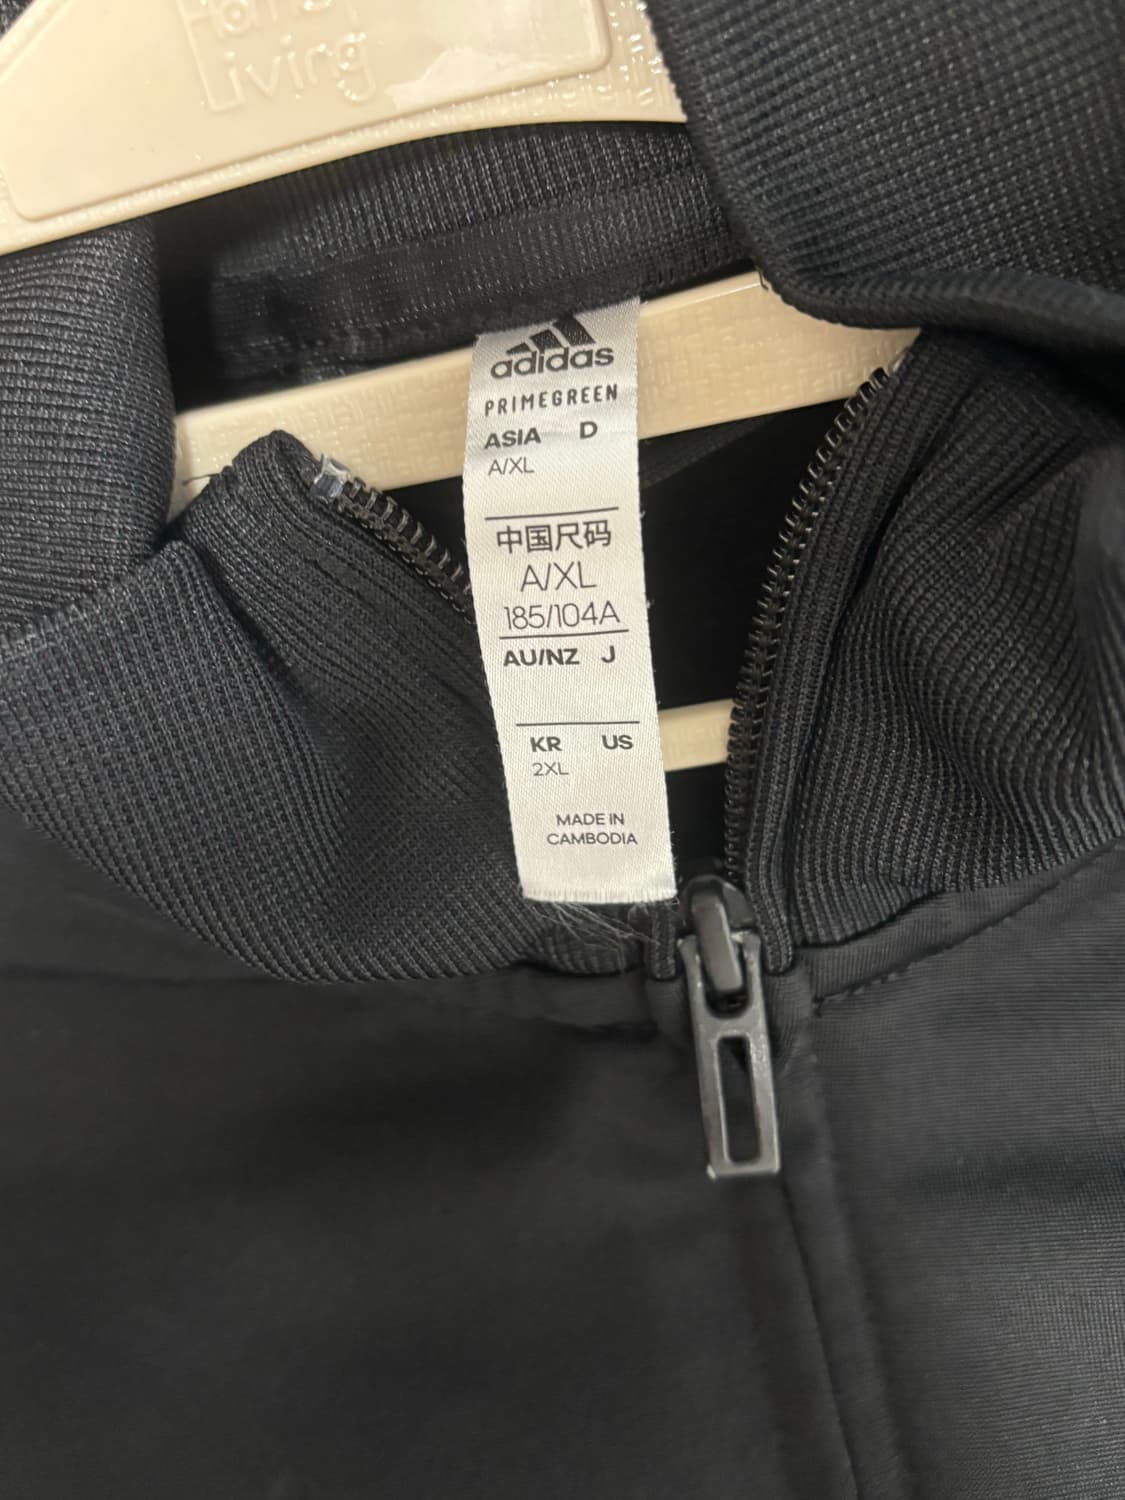 Living
adidas
PRIMEGREEN
ASIA D
A/XL
中国尺码
A/XL
185/104A
AU/NZ J
KR US
2XL
MADE IN
CAMBODIA